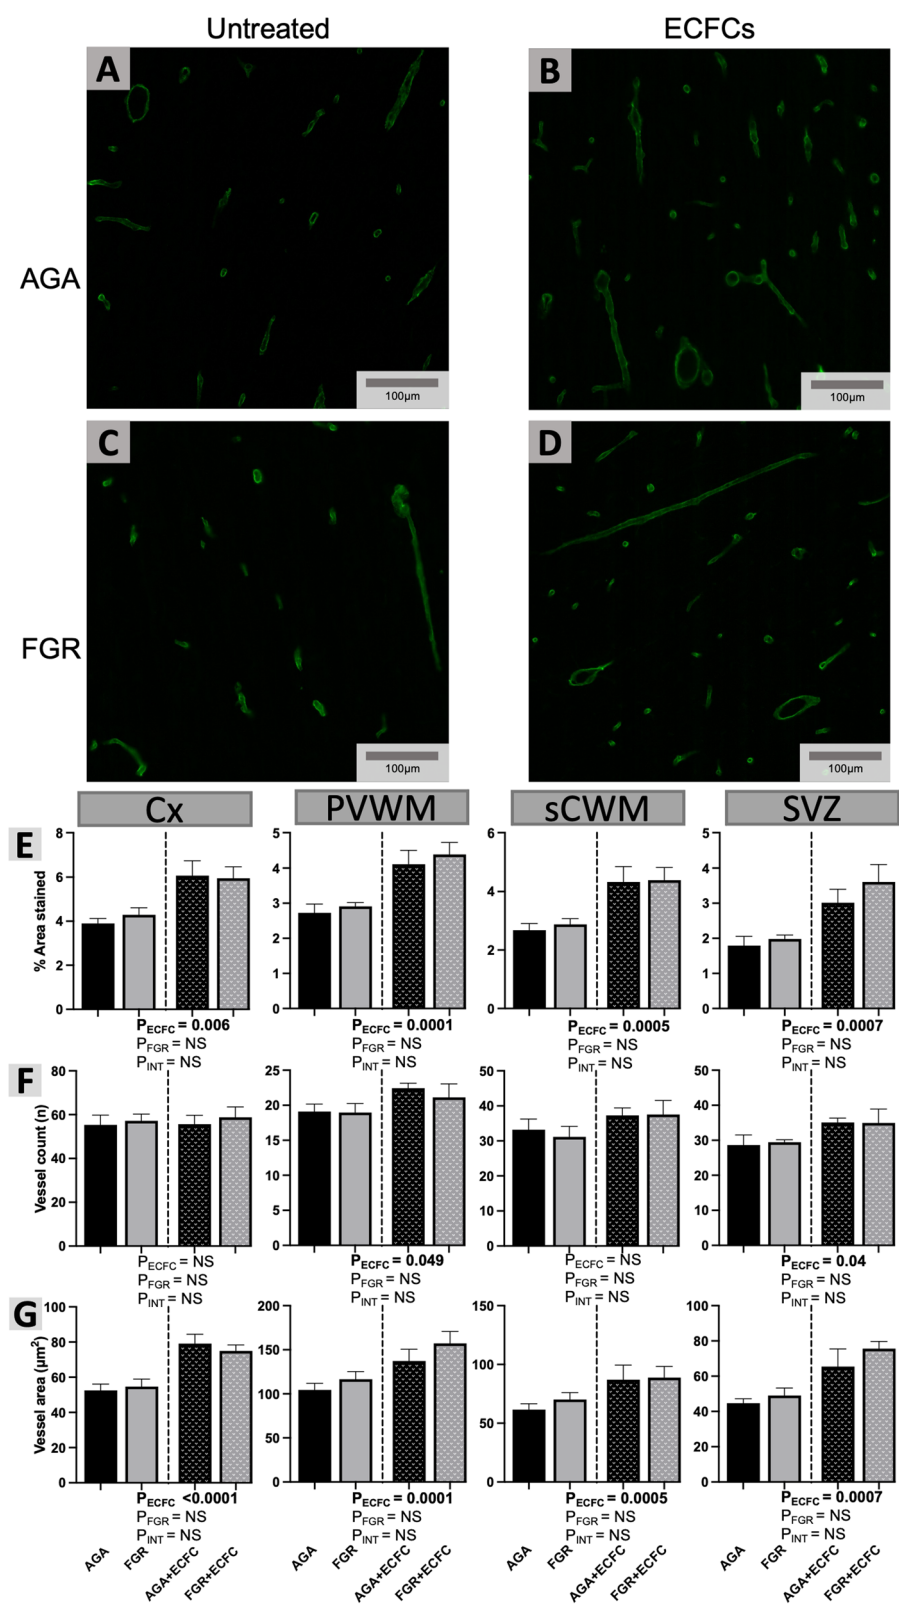 Untreated ECFCs
A B
AGA
100µm 100µm
C D
FGR
100µm 100µm
Cx PVWM sCWM SVZ
E
% Area stained
8 6 4 2 0
5 4 3 2 1 0
6 4 2 0
5 4 3 2 1 0
PECFC = 0.006 PECFC = 0.0001 PECFC = 0.0005 PECFC = 0.0007
PFGR = NS PFGR = NS PFGR = NS PFGR = NS
PINT = NS PINT = NS PINT = NS PINT = NS
F
Vessel count (n)
80 60 40 20 0
25 20 15 10 5 0
50 40 30 20 10 0
50 40 30 20 10 0
PECFC = NS PECFC = 0.049 PECFC = NS PECFC = 0.04
PFGR = NS PFGR = NS PFGR = NS PFGR = NS
PINT = NS PINT = NS PINT = NS PINT = NS
G
Vessel area (µm²)
100 80 60 40 20 0
200 150 100 50 0
150 100 50 0
100 80 60 40 20 0
PECFC <0.0001 PECFC = 0.0001 PECFC = 0.0005 PECFC = 0.0007
PFGR = NS PFGR = NS PFGR = NS PFGR = NS
PINT = NS PINT = NS PINT = NS PINT = NS
AGA FGR AGA+ECFC FGR+ECFC AGA FGR AGA+ECFC FGR+ECFC AGA FGR AGA+ECFC FGR+ECFC AGA FGR AGA+ECFC FGR+ECFC